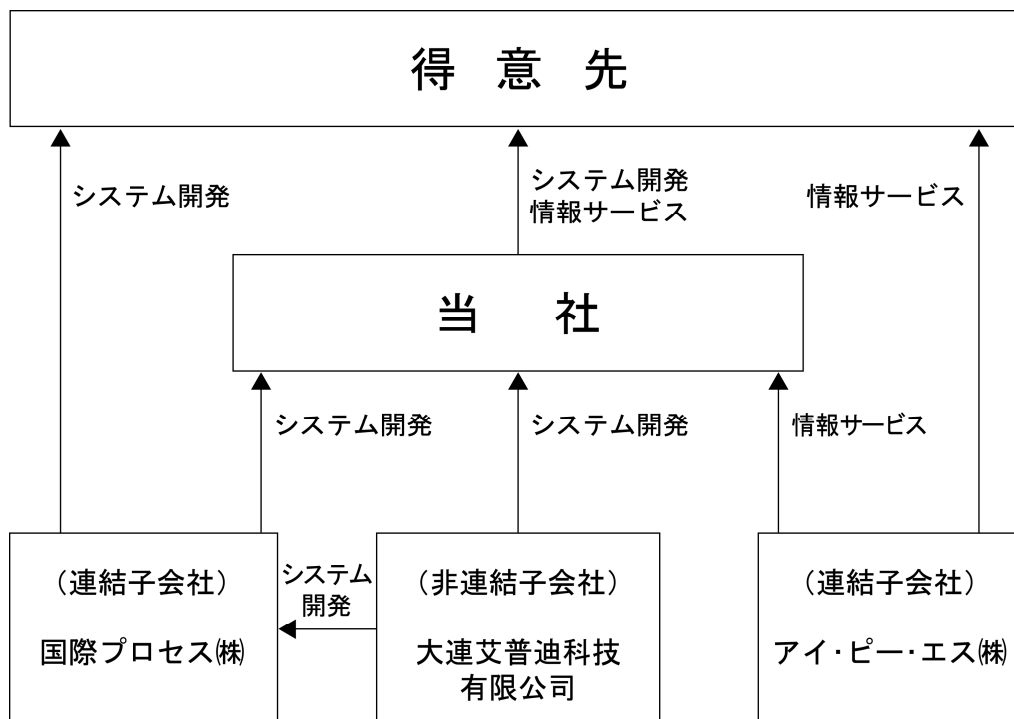 得意先
システム開発
システム開発
情報サービス
情報サービス
当社
システム開発
システム開発
情報サービス
(連結子会社)
国際プロセス㈱
システム
開発
(非連結子会社)
大連艾普迪科技
有限公司
(連結子会社)
アイ・ピー・エス㈱